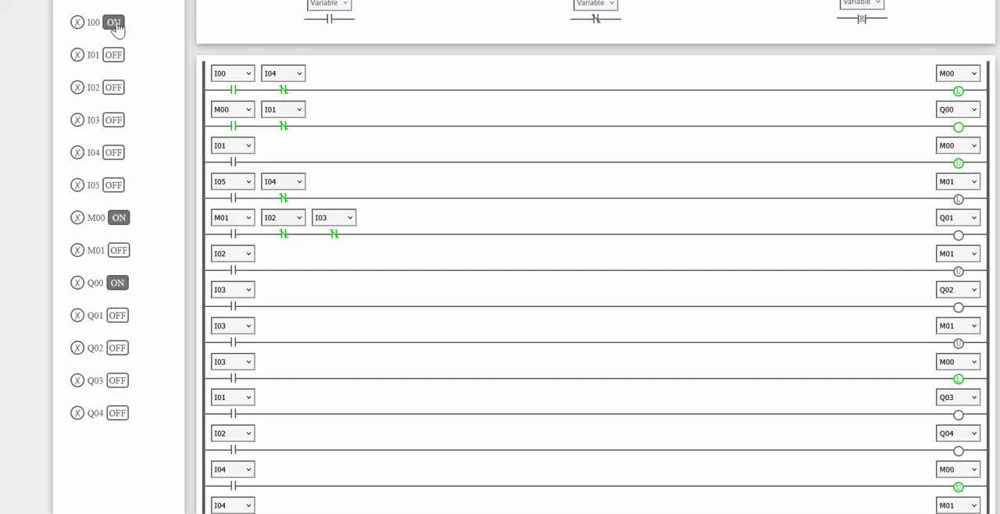 Variable Variable Variable
X I00 ON
R
X I01 OFF
I00 I04 M00
L
X I02 OFF
M00 I01 Q00
X I03 OFF
I01 M00
X I04 OFF
U
I05 I04 M01
X I05 OFF
L
X M00 ON
M01 I02 I03 Q01
X M01 OFF
I02 M01
U
X Q00 ON
I03 Q02
X Q01 OFF
I03 M01
X Q02 OFF
U
I03 M00
X Q03 OFF
L
I01 Q03
X Q04 OFF
I02 Q04
I04 M00
U
I04 M01